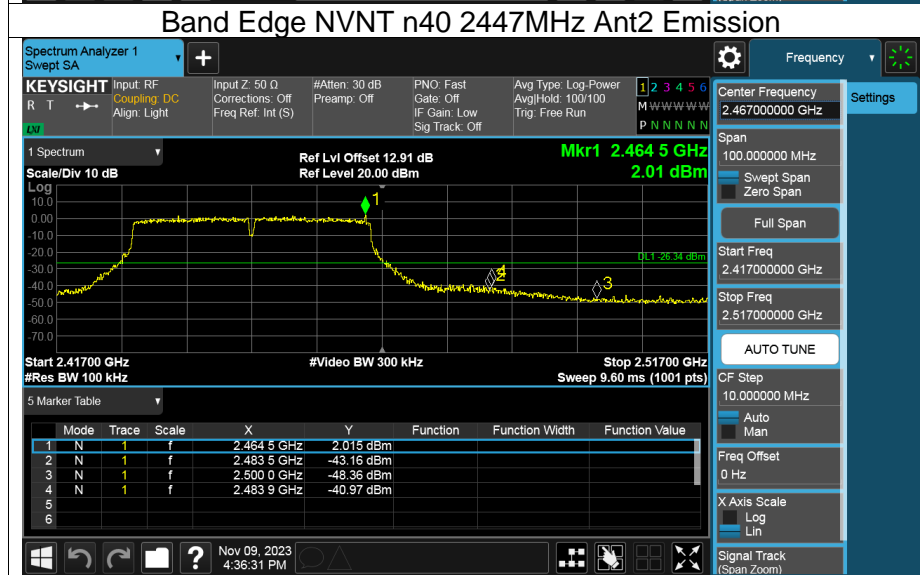 Band Edge NVNT n40 2447MHz Ant2 Emission
Spectrum Analyzer 1
Swept SA
+
Frequency
KEYSIGHT
R T
LXI
Input: RF
Coupling: DC
Align: Light
Input Z: 50 Ω
Corrections: Off
Freq Ref: Int (S)
#Atten: 30 dB
Preamp: Off
PNO: Fast
Gate: Off
IF Gain: Low
Sig Track: Off
Avg Type: Log-Power
Avg|Hold: 100/100
Trig: Free Run
1 2 3 4 5 6
M W W W W W
P N N N N N
1 Spectrum
Scale/Div 10 dB
Ref Lvl Offset 12.91 dB
Ref Level 20.00 dBm
Mkr1 2.464 5 GHz
2.01 dBm
Log
10.0
0.00
-10.0
-20.0
-30.0
-40.0
-50.0
-60.0
-70.0
1
2
4
3
DL1 -26.34 dBm
Start 2.41700 GHz
#Res BW 100 kHz
#Video BW 300 kHz
Stop 2.51700 GHz
Sweep 9.60 ms (1001 pts)
5 Marker Table
Mode Trace Scale X Y Function Function Width Function Value
1 N 1 f 2.464 5 GHz 2.015 dBm
2 N 1 f 2.483 5 GHz -43.16 dBm
3 N 1 f 2.500 0 GHz -48.36 dBm
4 N 1 f 2.483 9 GHz -40.97 dBm
5
6
?
Nov 09, 2023
4:36:31 PM
Center Frequency
2.467000000 GHz
Settings
Span
100.000000 MHz
Swept Span
Zero Span
Full Span
Start Freq
2.417000000 GHz
Stop Freq
2.517000000 GHz
AUTO TUNE
CF Step
10.000000 MHz
Auto
Man
Freq Offset
0 Hz
X Axis Scale
Log
Lin
Signal Track
(Span Zoom)